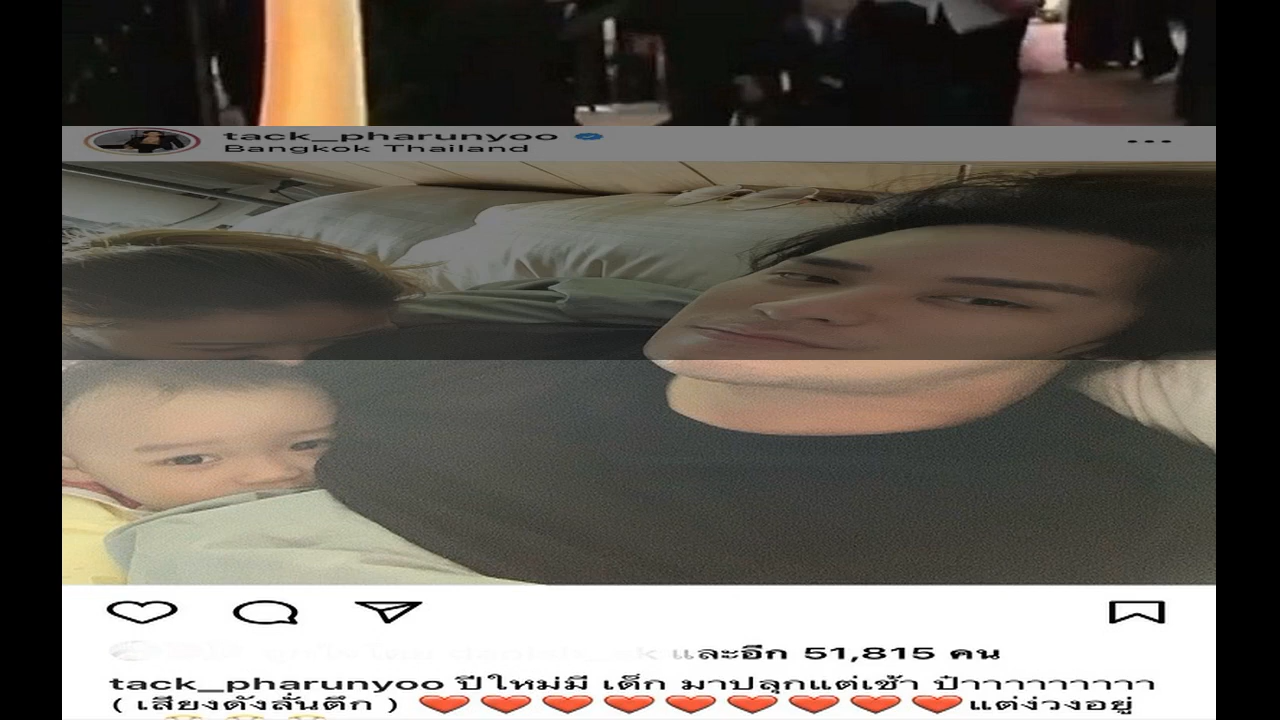 tack_pharunyoo
Bangkok Thailand
และอีก 51,815 คน
tack_pharunyoo ปีใหม่มี เด็ก มาปลุกแต่เช้า ป๋าาาาาาาาาา
( เสียงดังลั่นตึก ) ❤️❤️❤️❤️❤️❤️❤️❤️❤️แต่ง่วงอยู่